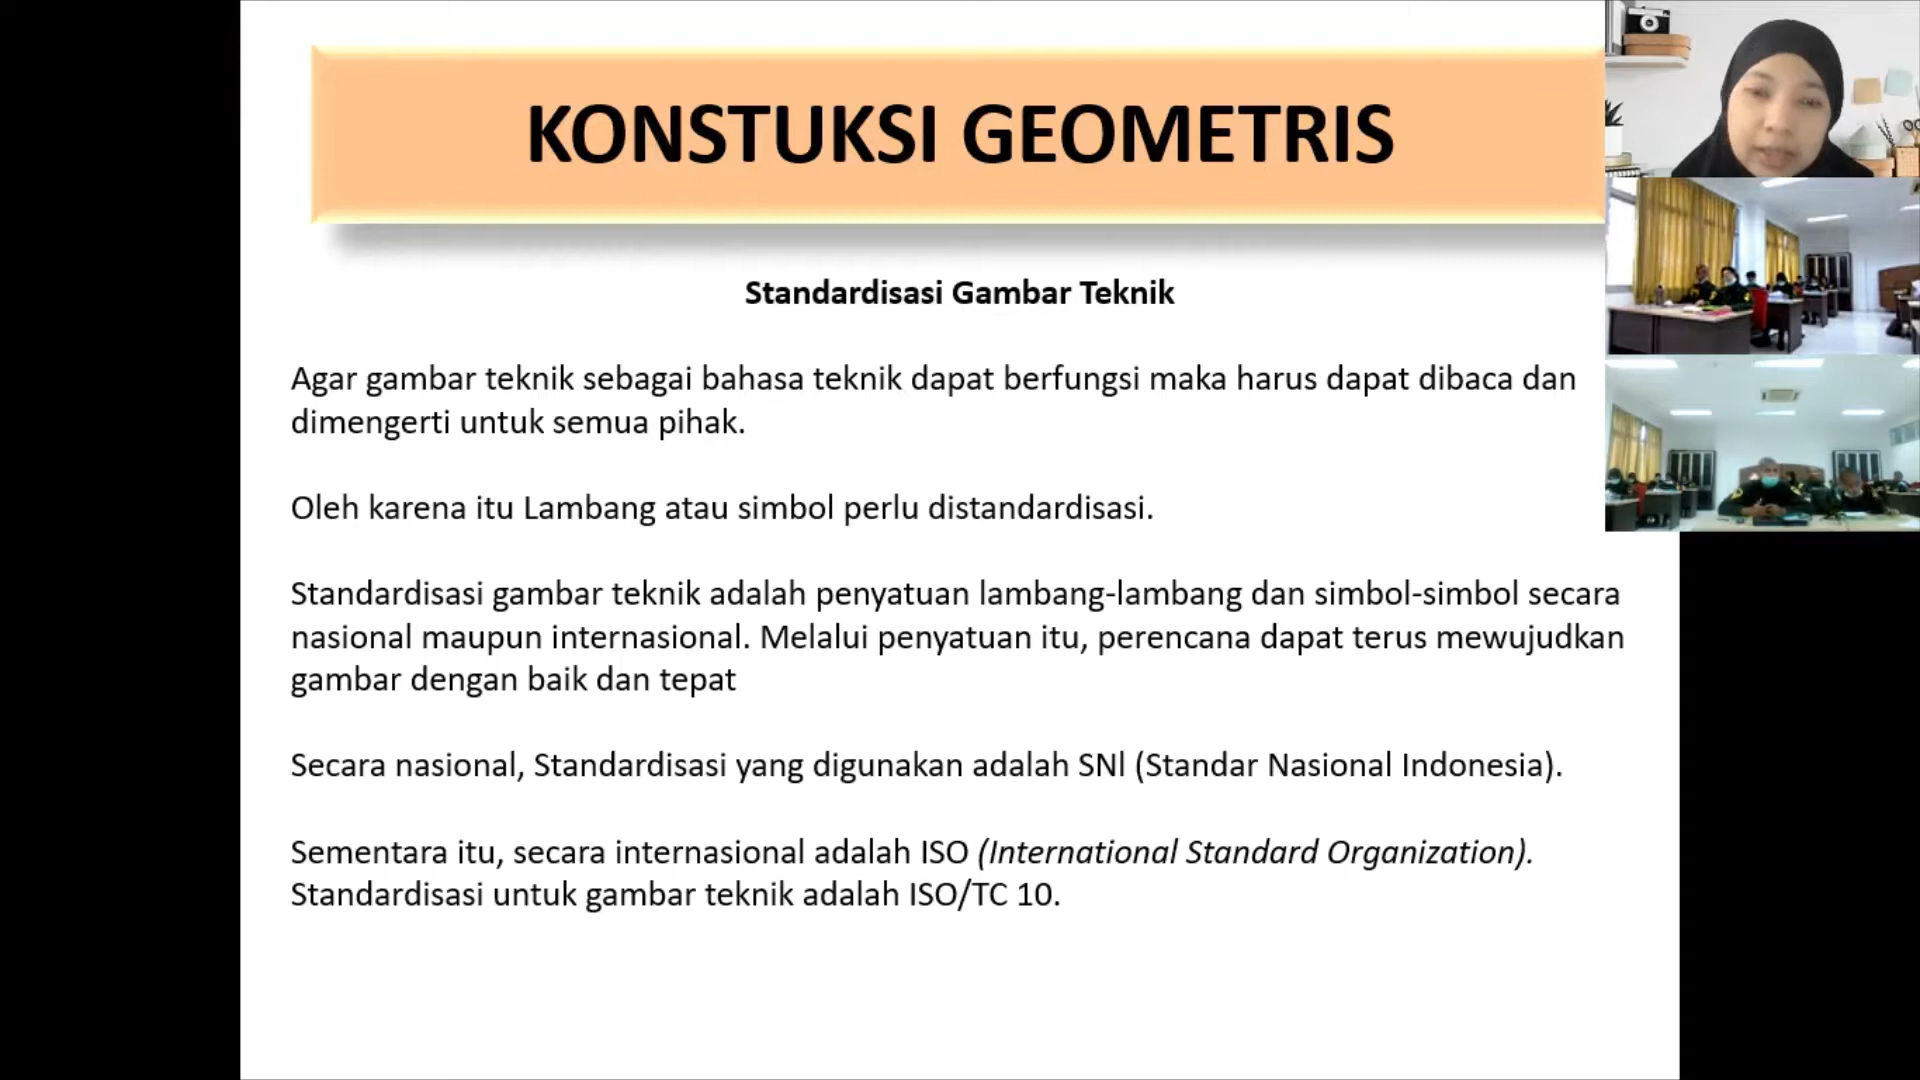 KONSTUKSI GEOMETRIS
Standardisasi Gambar Teknik
Agar gambar teknik sebagai bahasa teknik dapat berfungsi maka harus dapat dibaca dan
dimengerti untuk semua pihak.
Oleh karena itu Lambang atau simbol perlu distandardisasi.
Standardisasi gambar teknik adalah penyatuan lambang-lambang dan simbol-simbol secara
nasional maupun internasional. Melalui penyatuan itu, perencana dapat terus mewujudkan
gambar dengan baik dan tepat
Secara nasional, Standardisasi yang digunakan adalah SNl (Standar Nasional Indonesia).
Sementara itu, secara internasional adalah ISO (International Standard Organization).
Standardisasi untuk gambar teknik adalah ISO/TC 10.